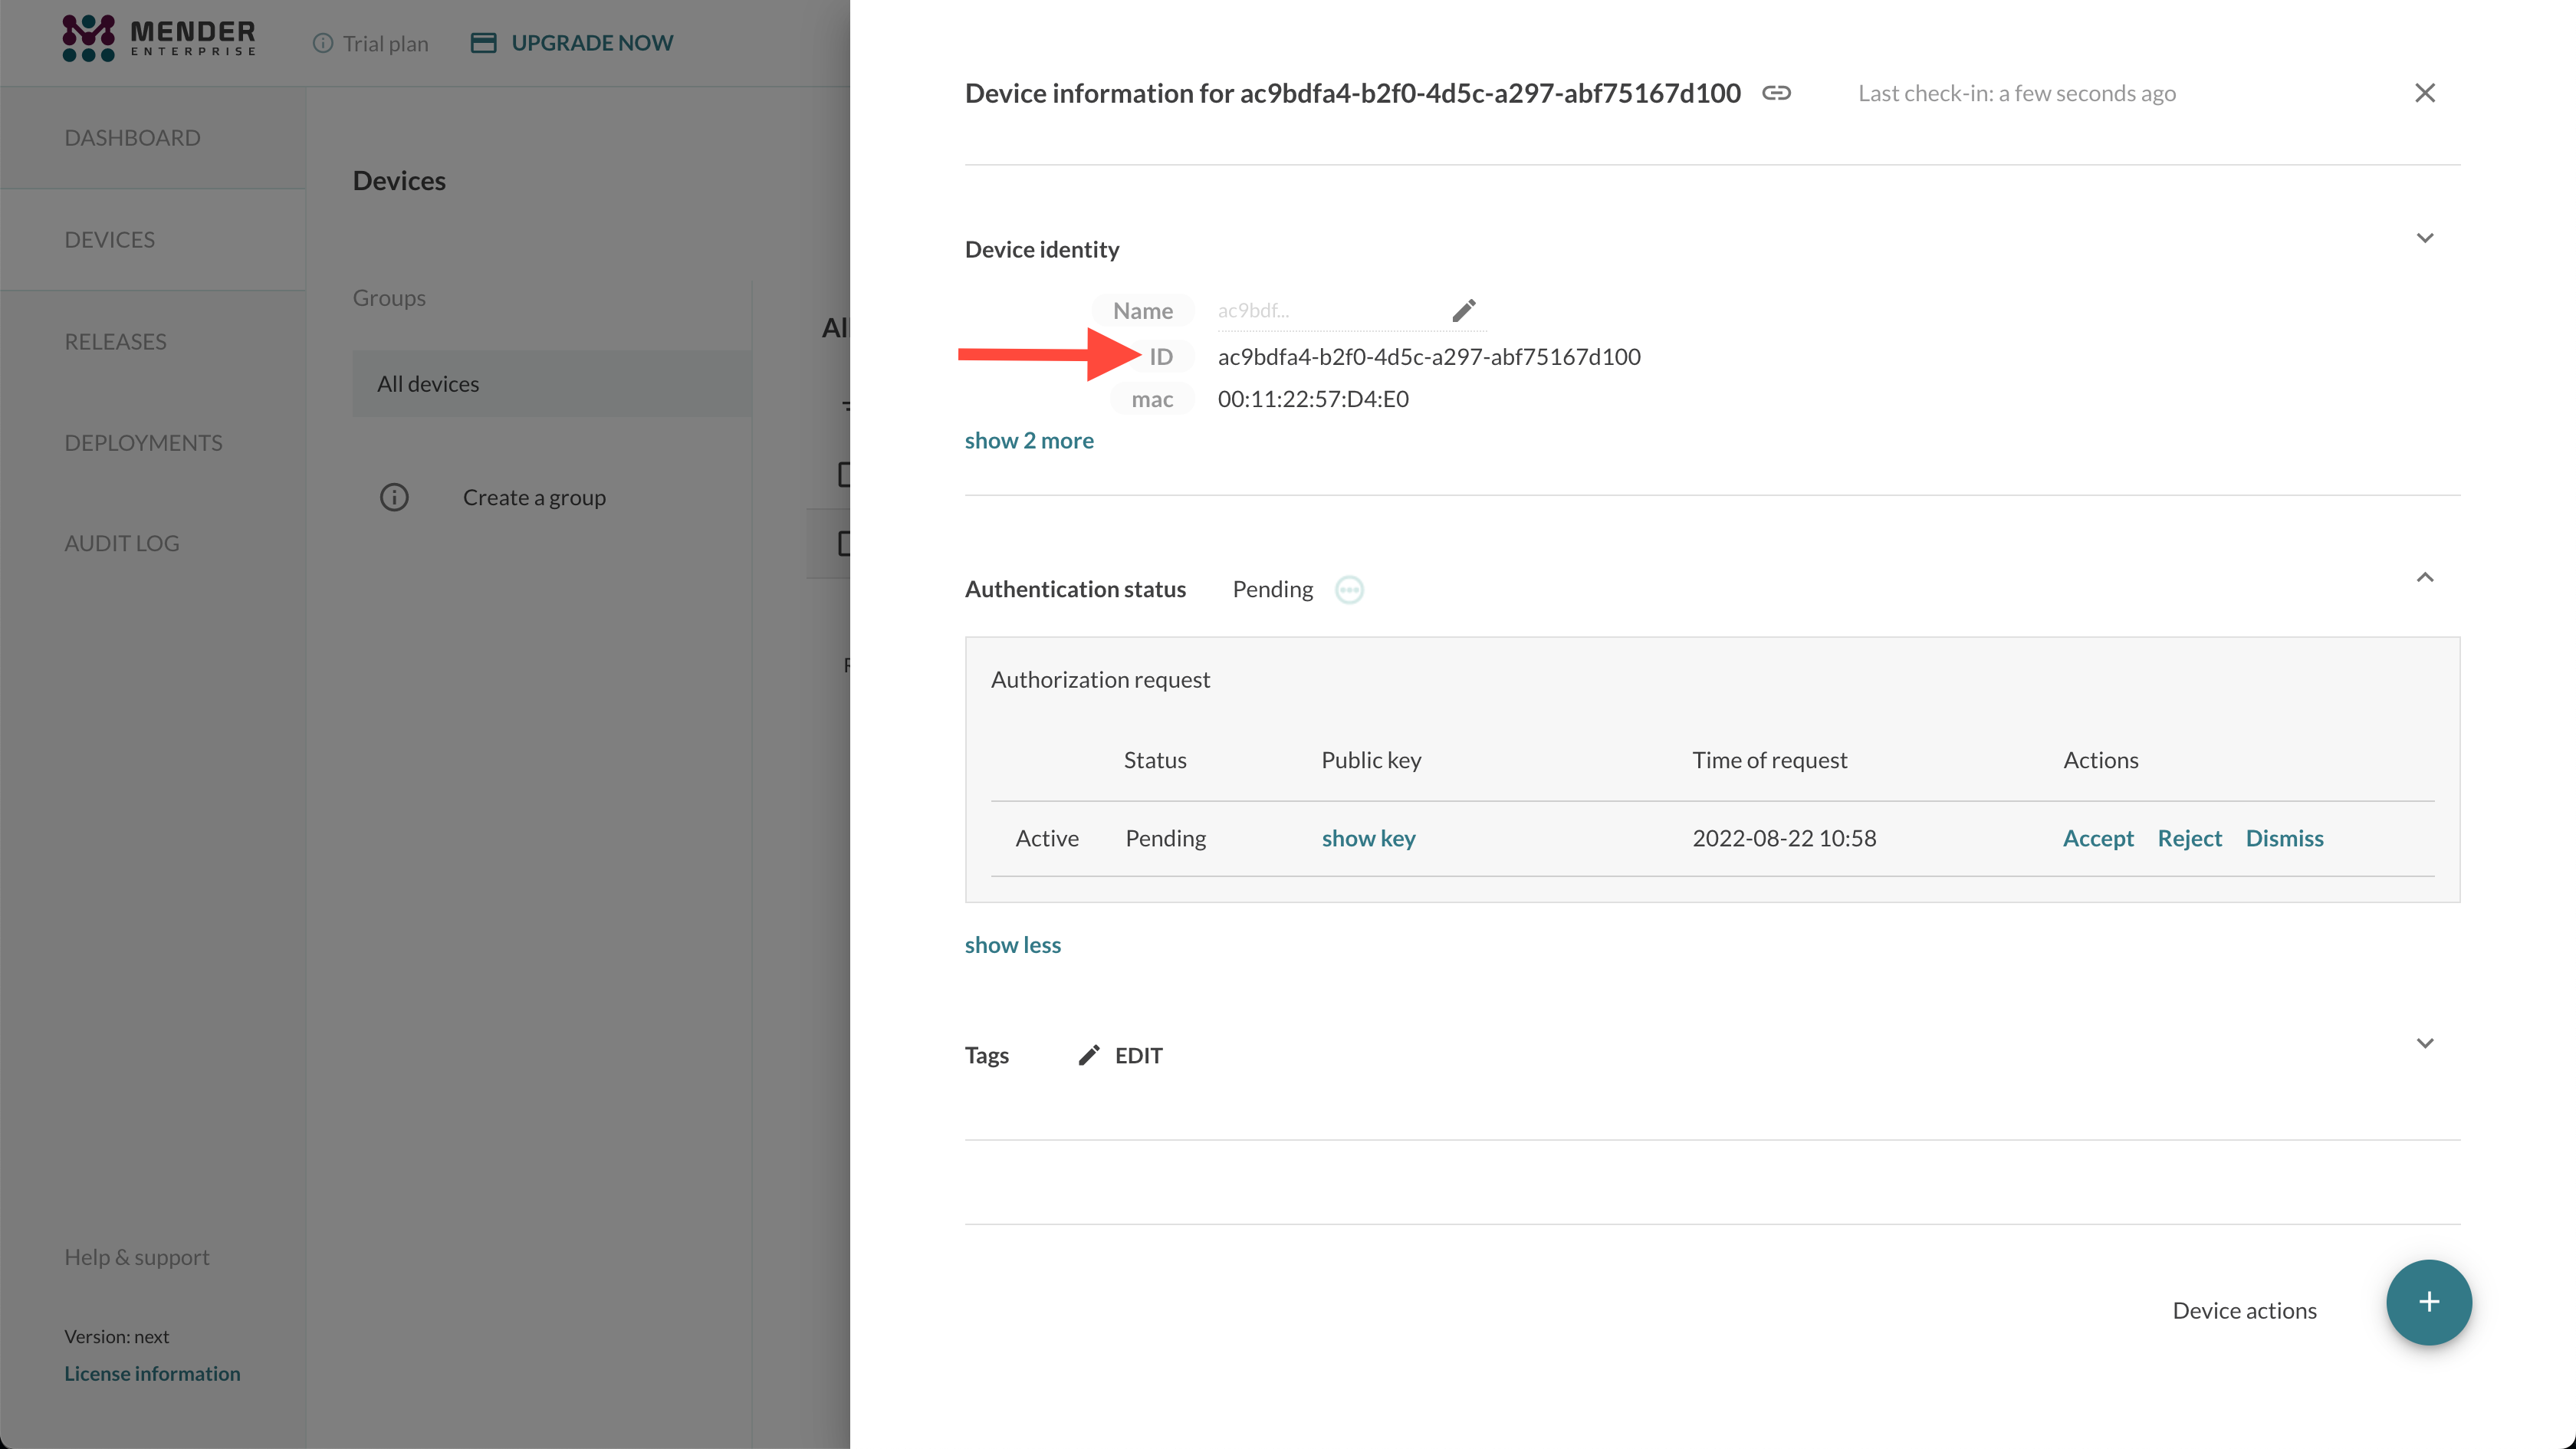 MENDER
ENTERPRISE
Trial plan
UPGRADE NOW
DASHBOARD
DEVICES
RELEASES
DEPLOYMENTS
AUDIT LOG
Help & support
Version: next
License information
Devices
Groups
All devices
Create a group
Device information for ac9bdfa4-b2f0-4d5c-a297-abf75167d100
Last check-in: a few seconds ago
Device identity
Name ac9bdf...
ID ac9bdfa4-b2f0-4d5c-a297-abf75167d100
mac 00:11:22:57:D4:E0
show 2 more
Authentication status Pending
Authorization request
Status Public key Time of request Actions
Active Pending show key 2022-08-22 10:58 Accept Reject Dismiss
show less
Tags EDIT
Device actions